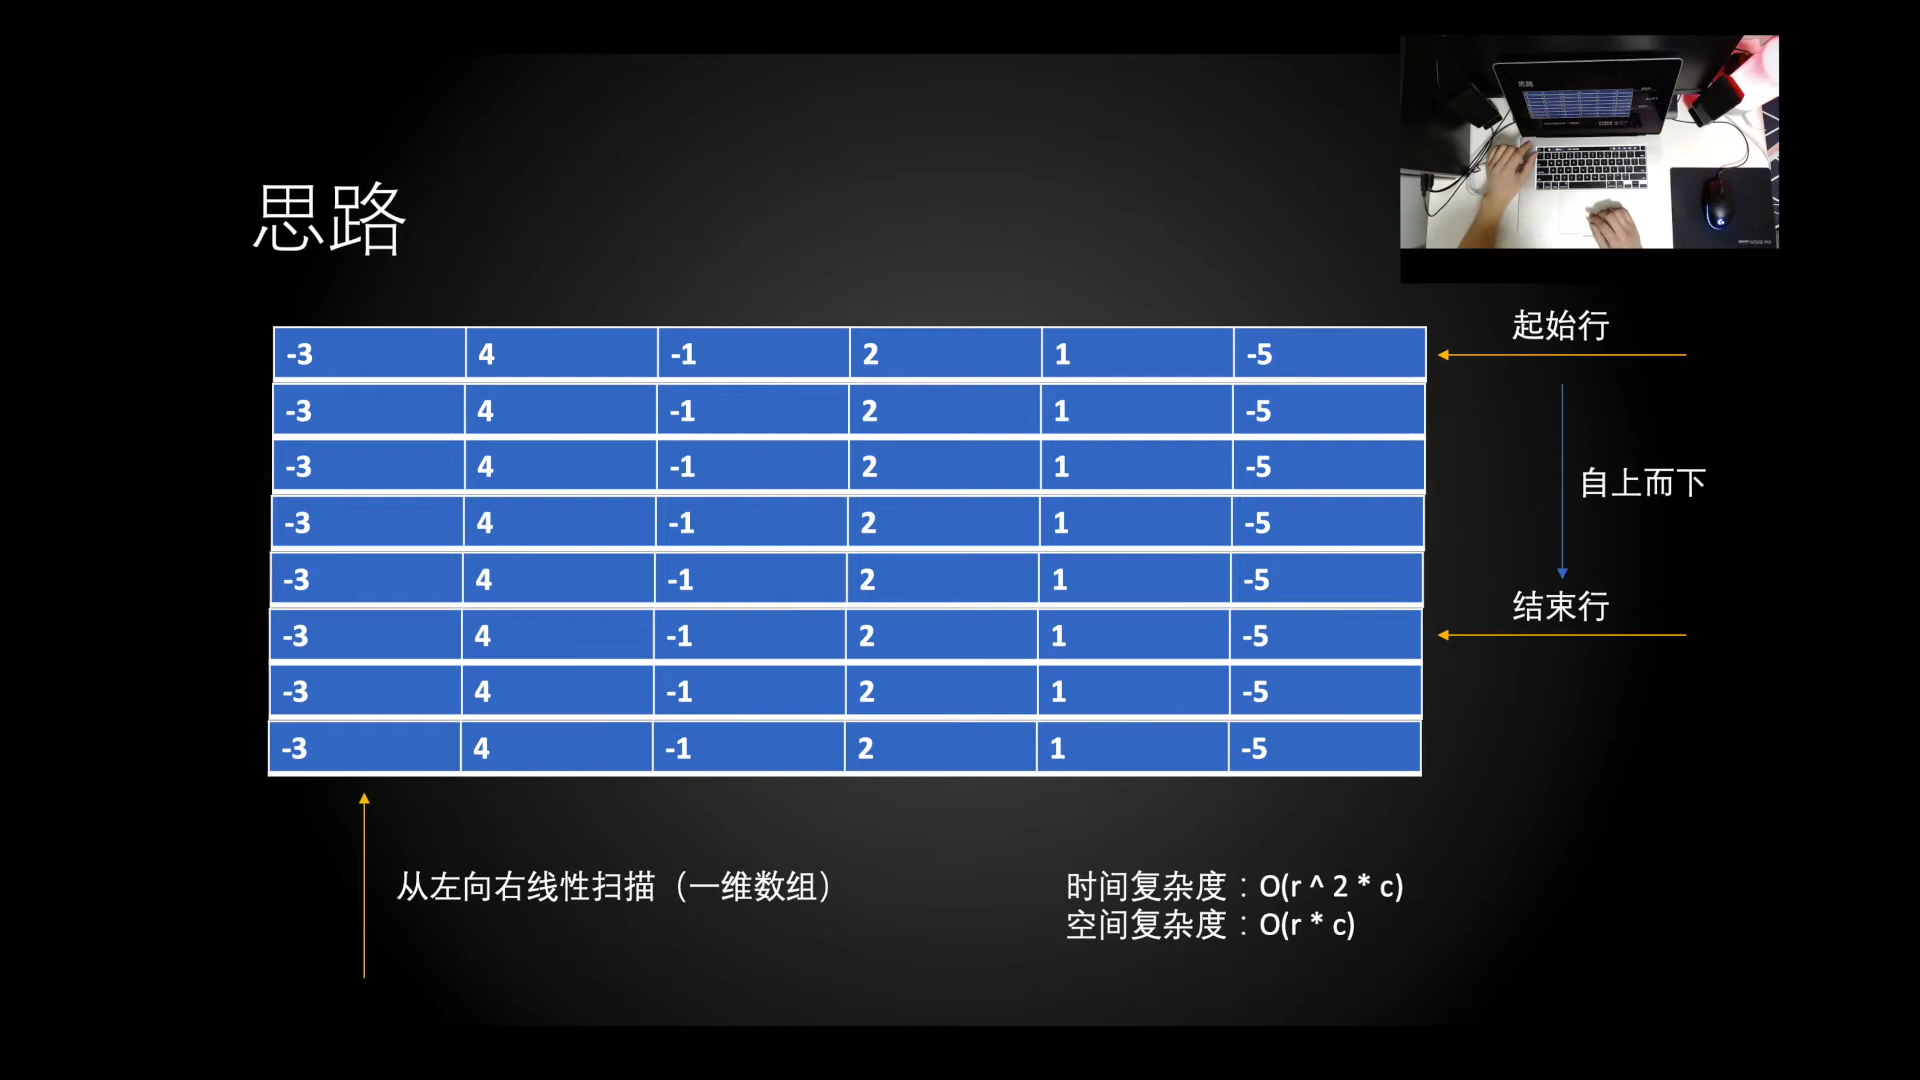 思路
-3 4 -1 2 1 -5
-3 4 -1 2 1 -5
-3 4 -1 2 1 -5
-3 4 -1 2 1 -5
-3 4 -1 2 1 -5
-3 4 -1 2 1 -5
-3 4 -1 2 1 -5
-3 4 -1 2 1 -5
起始行
自上而下
结束行
从左向右线性扫描（一维数组）
时间复杂度：O(r ^ 2 * c)
空间复杂度：O(r * c)
思路